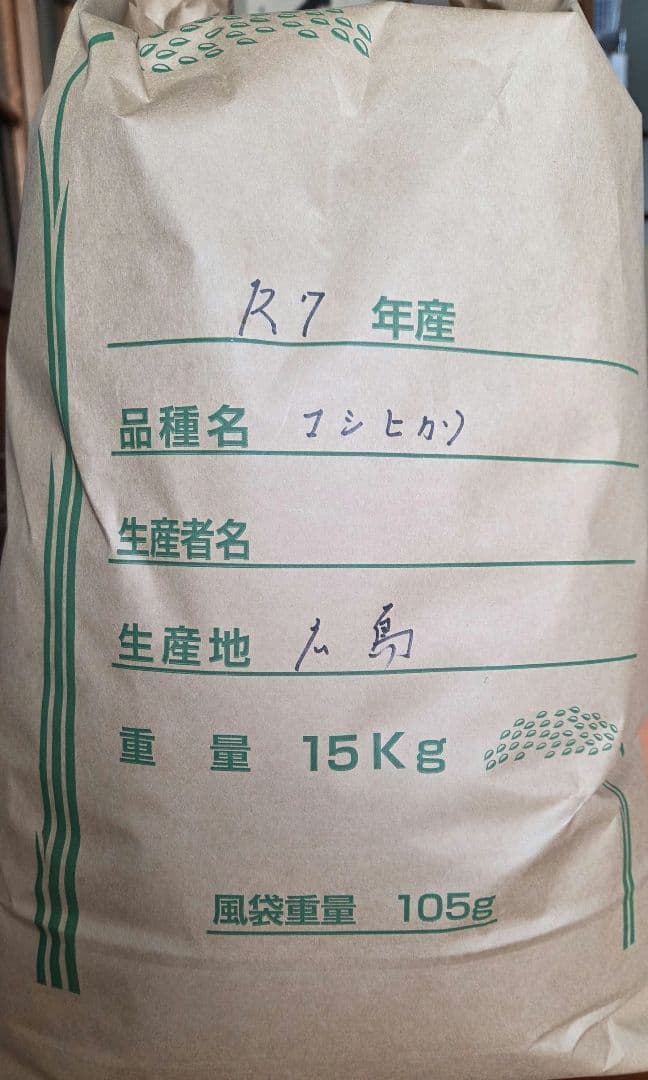 R7 年産
品種名 コシヒカリ
生産者名
生産地 広島
重量 15Kg
風袋重量 105g